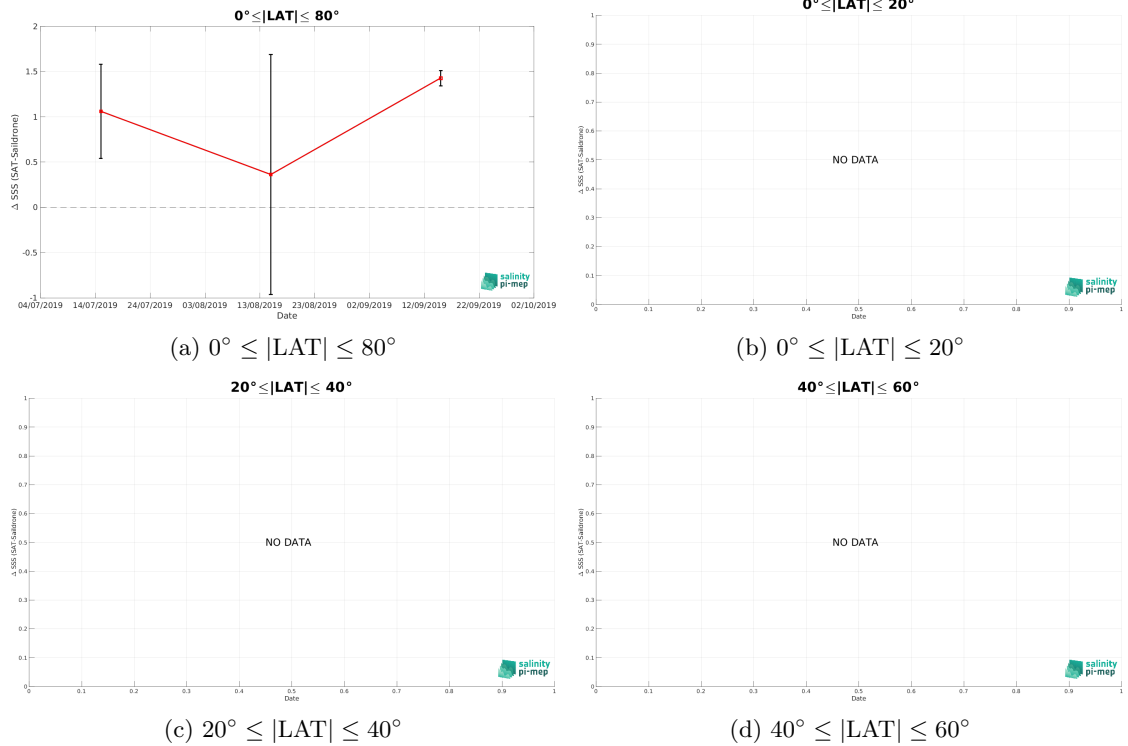 0°≤|LAT|≤ 80°
2
1.5
1
0.5
0
-0.5
-1
Δ SSS (SAT-Saildrone)
04/07/2019 14/07/2019 24/07/2019 03/08/2019 13/08/2019 23/08/2019 02/09/2019 12/09/2019 22/09/2019 02/10/2019
Date
salinity
pi-mep
(a) 0° ≤ |LAT| ≤ 80°
0°≤|LAT|≤ 20°
1
0.9
0.8
0.7
0.6
0.5
0.4
0.3
0.2
0.1
0
Δ SSS (SAT-Saildrone)
NO DATA
0 0.1 0.2 0.3 0.4 0.5 0.6 0.7 0.8 0.9 1
Date
salinity
pi-mep
(b) 0° ≤ |LAT| ≤ 20°
20°≤|LAT|≤ 40°
1
0.9
0.8
0.7
0.6
0.5
0.4
0.3
0.2
0.1
0
Δ SSS (SAT-Saildrone)
NO DATA
0 0.1 0.2 0.3 0.4 0.5 0.6 0.7 0.8 0.9 1
Date
salinity
pi-mep
(c) 20° ≤ |LAT| ≤ 40°
40°≤|LAT|≤ 60°
1
0.9
0.8
0.7
0.6
0.5
0.4
0.3
0.2
0.1
0
Δ SSS (SAT-Saildrone)
NO DATA
0 0.1 0.2 0.3 0.4 0.5 0.6 0.7 0.8 0.9 1
Date
salinity
pi-mep
(d) 40° ≤ |LAT| ≤ 60°